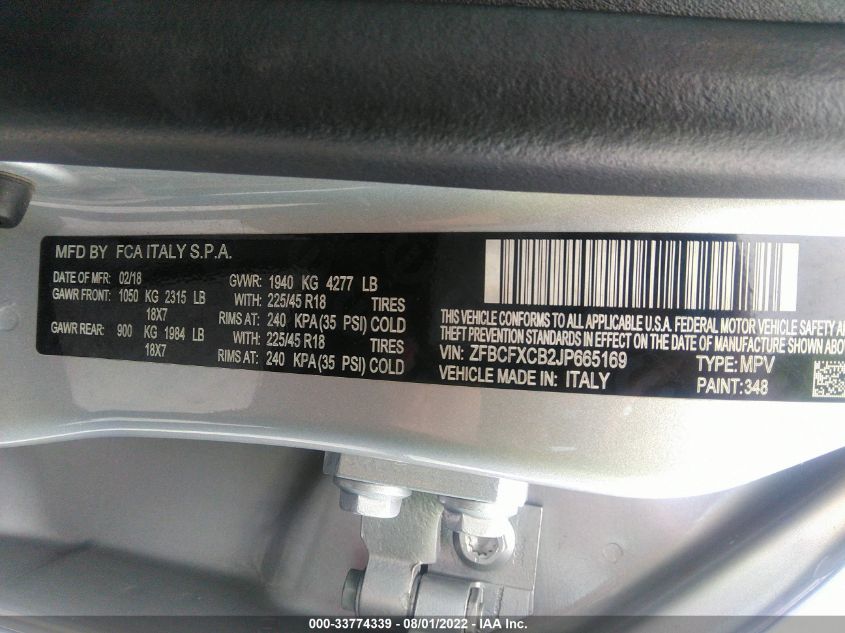 MFD BY FCA ITALY S.P.A.
DATE OF MFR: 02/18 GVWR: 1940 KG 4277 LB
GAWR FRONT: 1050 KG 2315 LB WITH: 225/45 R18 TIRES
18X7 RIMS AT: 240 KPA(35 PSI) COLD
GAWR REAR: 900 KG 1984 LB WITH: 225/45 R18 TIRES
18X7 RIMS AT: 240 KPA(35 PSI) COLD
THIS VEHICLE CONFORMS TO ALL APPLICABLE U.S.A. FEDERAL MOTOR VEHICLE SAFETY
THEFT PREVENTION STANDARDS IN EFFECT ON THE DATE OF MANUFACTURE SHOWN
VIN: ZFBCFXCB2JP665169 TYPE: MPV
VEHICLE MADE IN: ITALY PAINT:348
000-33774339 - 08/01/2022 - IAA Inc.